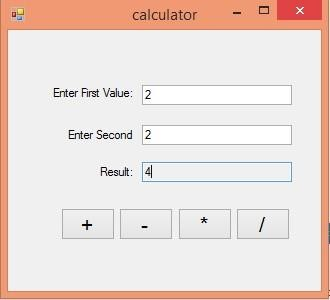 calculator
Enter First Value: 2
Enter Second 2
Result: 4
+ - * /